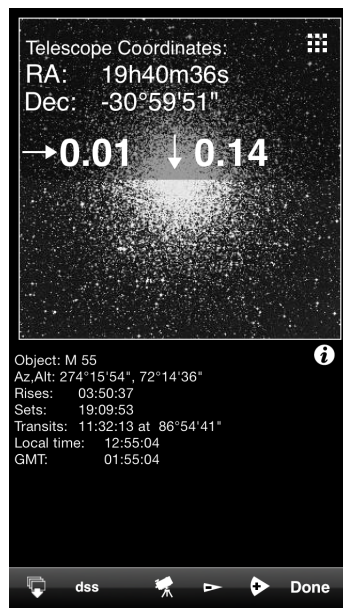 Telescope Coordinates:
RA: 19h40m36s
Dec: -30°59'51"
→0.01 ↓ 0.14
Object: M 55
Az,Alt: 274°15'54", 72°14'36"
Rises: 03:50:37
Sets: 19:09:53
Transits: 11:32:13 at 86°54'41"
Local time: 12:55:04
GMT: 01:55:04
dss Done